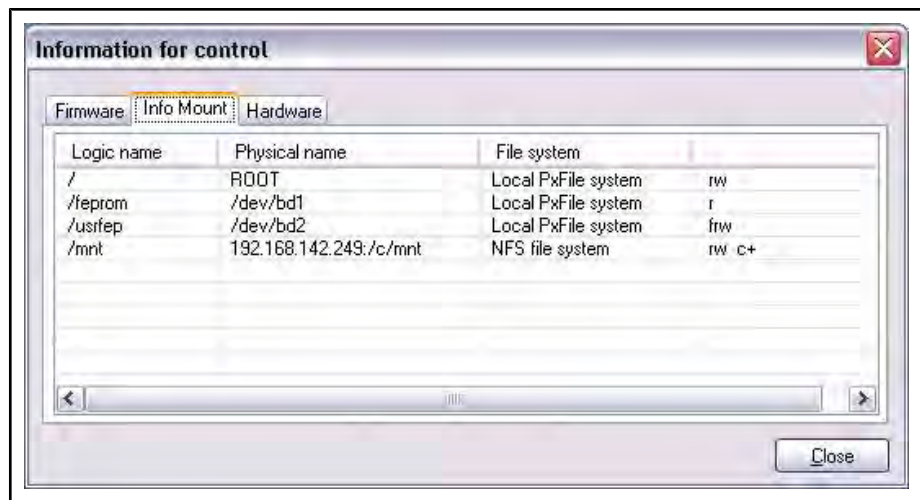 Information for control
Firmware Info Mount Hardware
Logic name Physical name File system
/ ROOT Local PxFile system rw
/feprom /dev/bd1 Local PxFile system r
/usrfep /dev/bd2 Local PxFile system frw
/mnt 192.168.142.249:/c/mnt NFS file system rw c+
Close